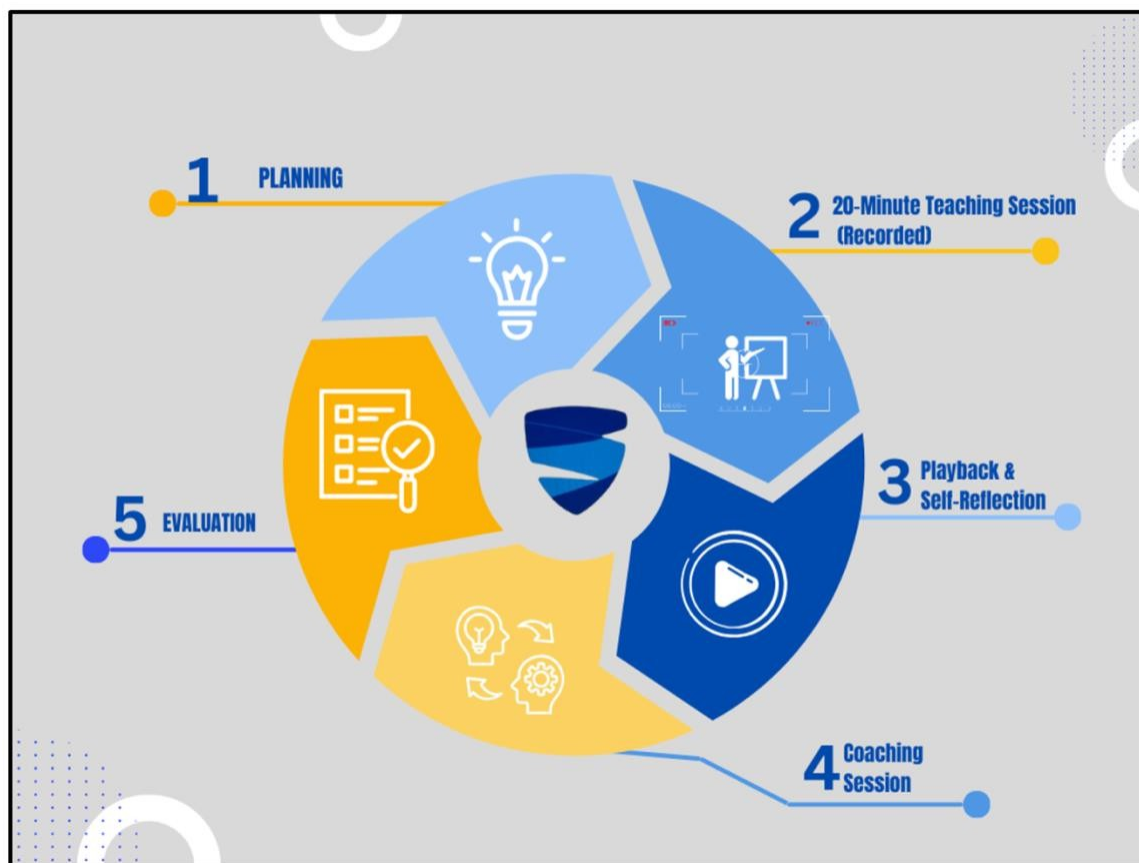 1 PLANNING
2 20-Minute Teaching Session
(Recorded)
3 Playback &
Self-Reflection
4 Coaching
Session
5 EVALUATION